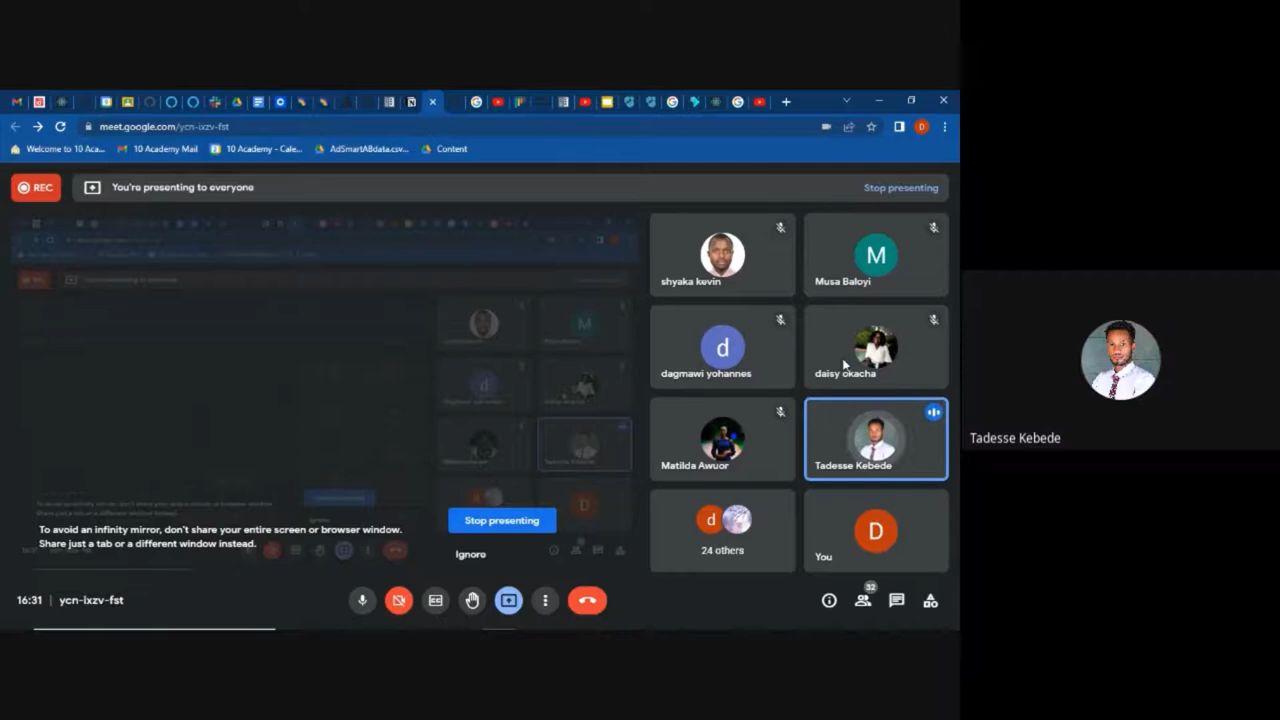 meet.google.com/ycn-ixzv-fst
Welcome to 10 Aca...
10 Academy Mail
10 Academy - Cale...
AdSmartABdata.csv...
Content
REC
You're presenting to everyone
Stop presenting
shyaka kevin
M
Musa Baloyi
d
dagmawi yohannes
daisy okacha
Matilda Awuor
Tadesse Kebede
To avoid an infinity mirror, don't share your entire screen or browser window.
Share just a tab or a different window instead.
Stop presenting
Ignore
d
24 others
D
You
16:31 | ycn-ixzv-fst
32
Tadesse Kebede